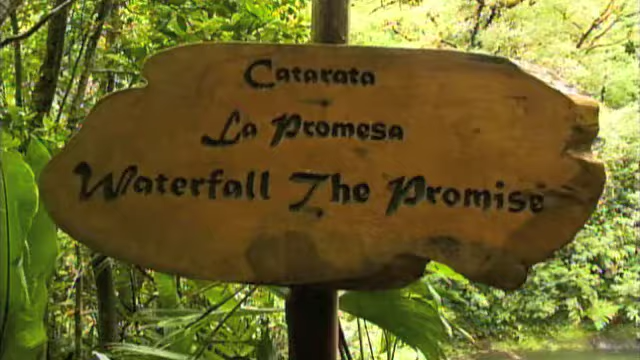 Catarata
La Promesa
Waterfall The Promise